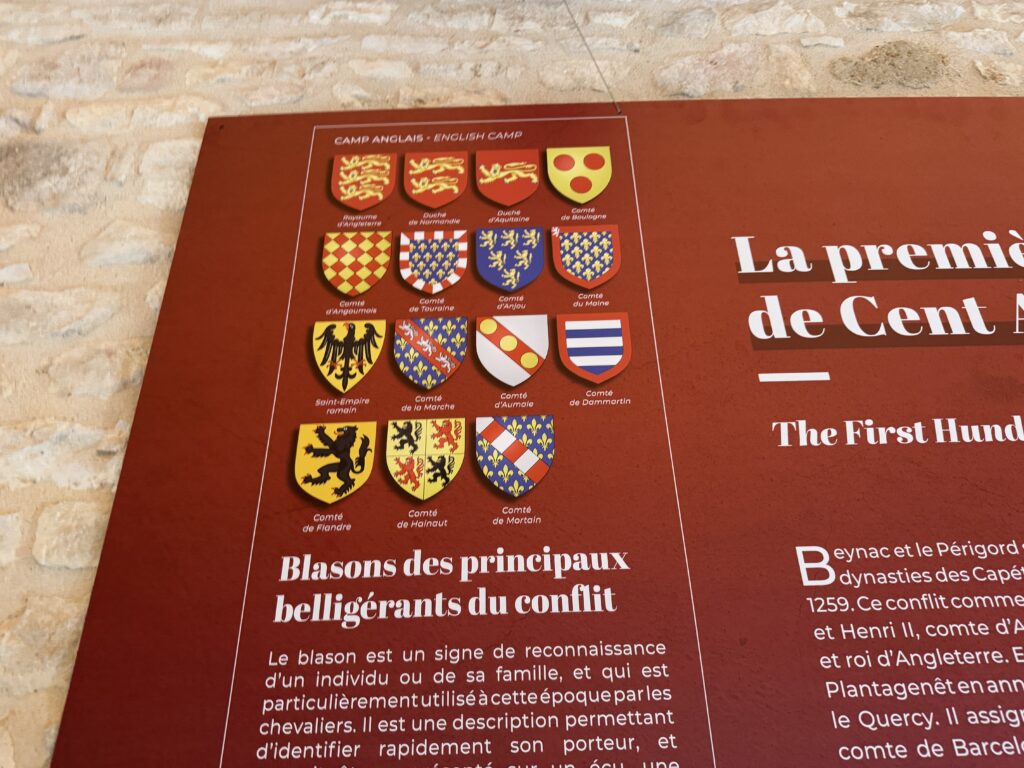 CAMP ANGLAIS - ENGLISH CAMP
Royaume
d'Angleterre
Duché
de Normandie
Duché
d'Aquitaine
Comté
de Boulogne
Comté
d'Angoumois
Comté
de Touraine
Comté
d'Anjou
Comté
du Maine
Saint-Empire
romain
Comté
de la Marche
Comté
d'Aumale
Comté
de Dammartin
Comté
de Flandre
Comté
de Hainaut
Comté
de Mortain
Blasons des principaux
belligérants du conflit
Le blason est un signe de reconnaissance
d'un individu ou de sa famille, et qui est
particulièrement utilisé à cette époque par les
chevaliers. Il est une description permettant
d'identifier rapidement son porteur, et
sur un écu, une
La premiè
de Cent A
The First Hund
Beynac et le Périgord
dynasties des Capét
1259. Ce conflit comme
et Henri II, comte d'A
et roi d'Angleterre. E
Plantagenêt en ann
le Quercy. Il assig
comte de Barcel